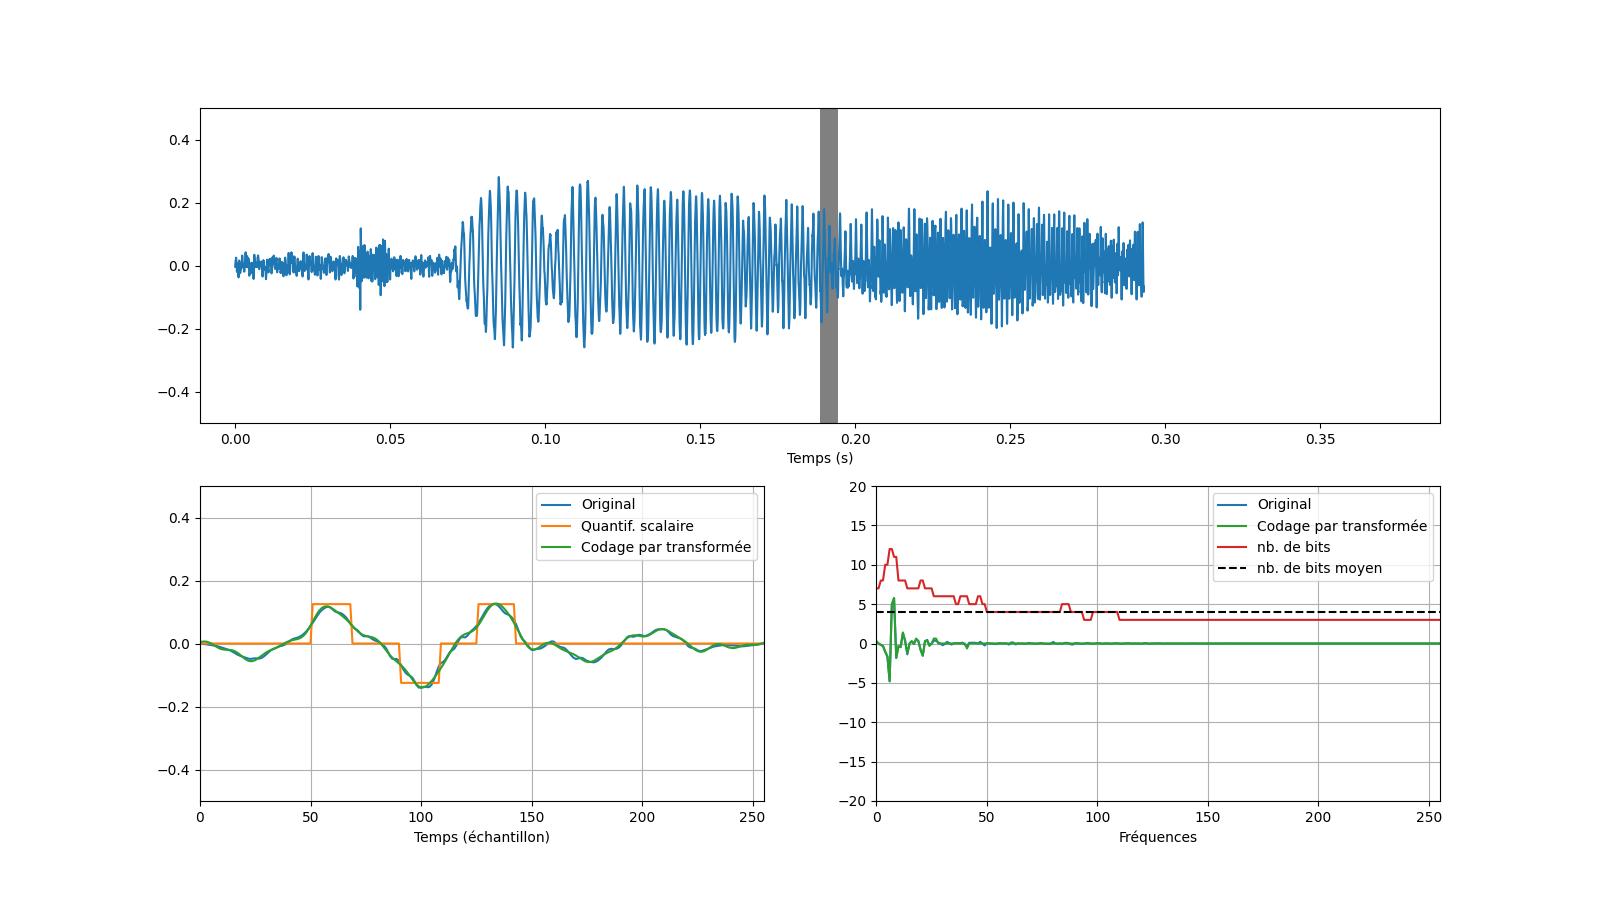 0.4
0.2
0.0
−0.2
−0.4
0.00 0.05 0.10 0.15 0.20 0.25 0.30 0.35
Temps (s)
0.4
0.2
0.0
−0.2
−0.4
Original
Quantif. scalaire
Codage par transformée
0 50 100 150 200 250
Temps (échantillon)
20
15
10
5
0
−5
−10
−15
−20
Original
Codage par transformée
nb. de bits
nb. de bits moyen
0 50 100 150 200 250
Fréquences